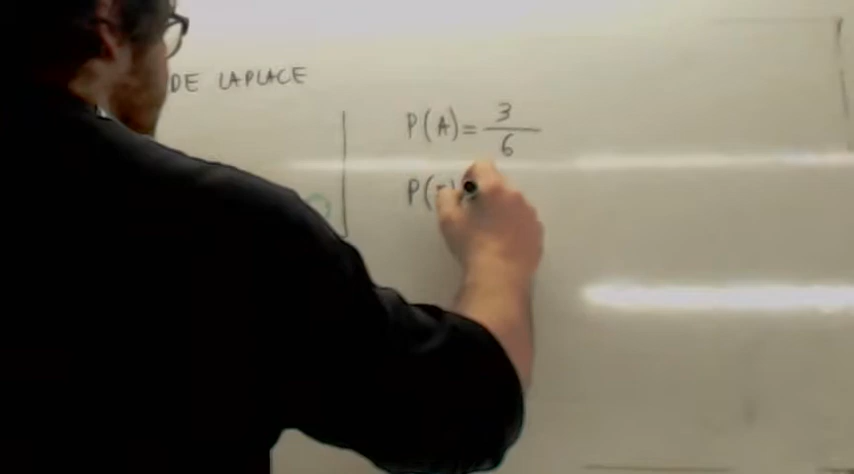 DE LAPLACE
P(A) = 3/6
P(